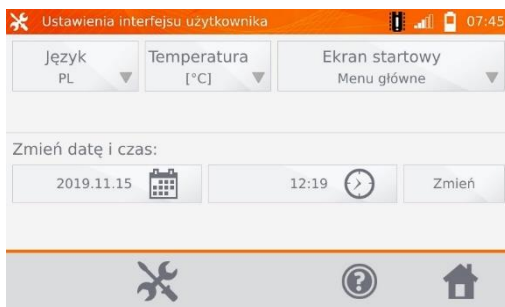 Ustawienia interfejsu użytkownika 07:45
Język Temperatura Ekran startowy
PL [°C] Menu główne
Zmień datę i czas:
2019.11.15 12:19 Zmień